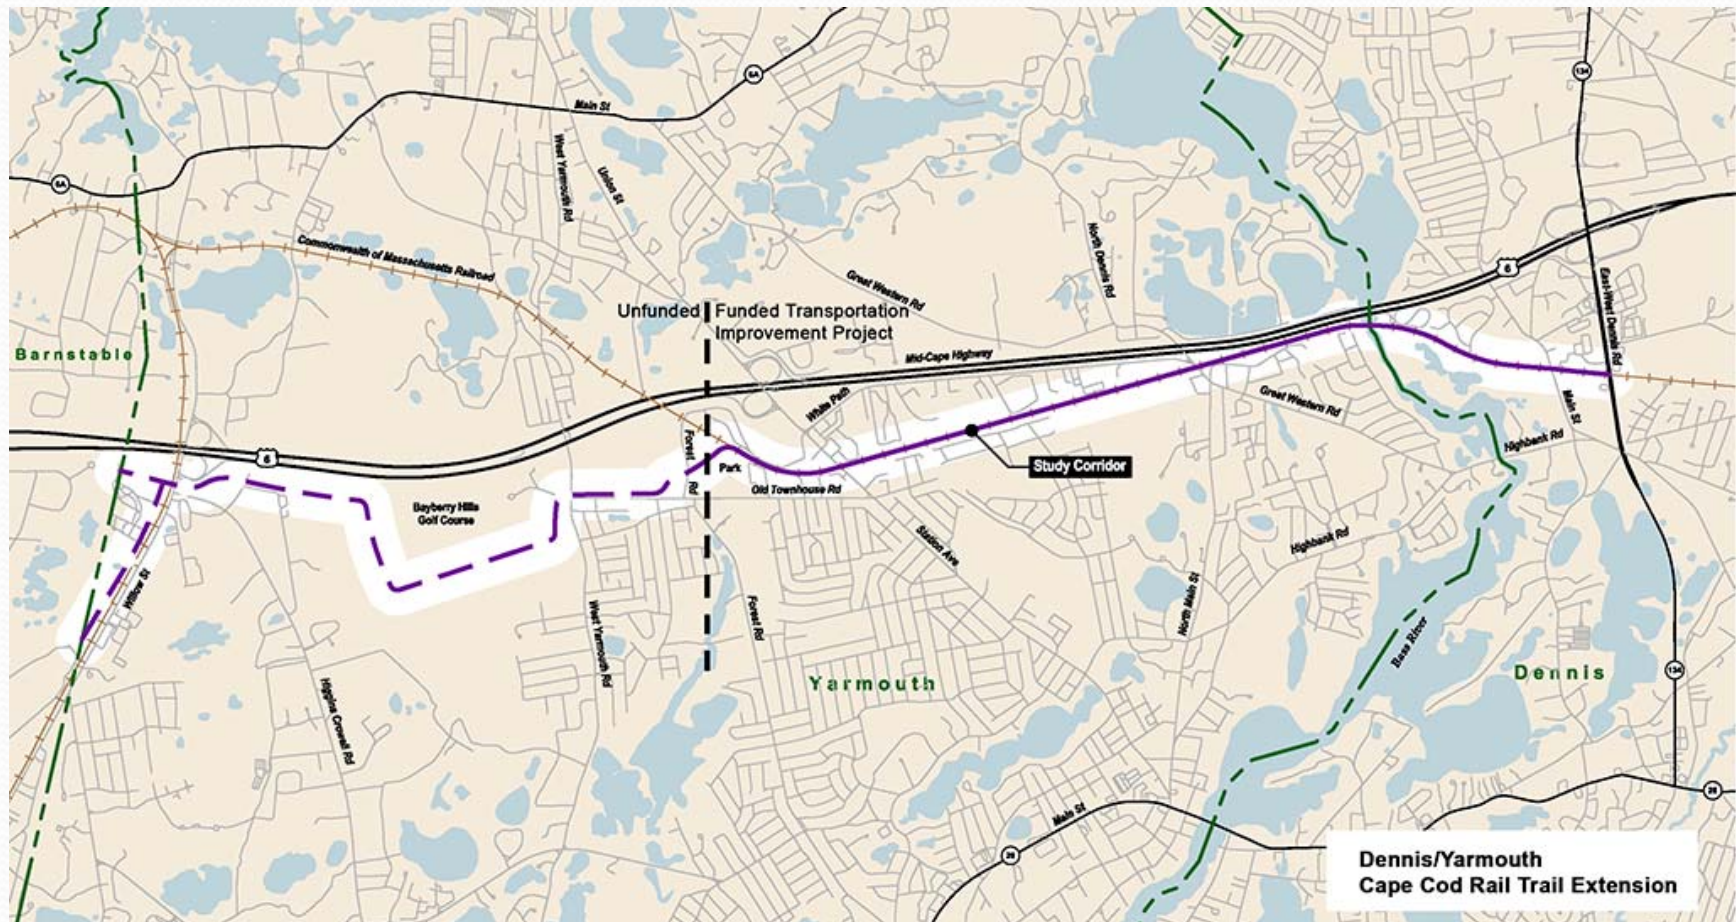 134
6A
Main St
6A
West Yarmouth Rd
Union St
Commonwealth of Massachusetts Railroad
North Dennis Rd
Great Western Rd
6
East-West Dennis Rd
Unfunded
Funded Transportation
Improvement Project
Barnstable
Mid-Cape Highway
White Path
Great Western Rd
Main St
Highbank Rd
Forest Rd
Park
Study Corridor
6
Old Townhouse Rd
Bayberry Hills
Golf Course
Station Ave
Highbank Rd
Willow St
West Yarmouth Rd
Forest Rd
North Main St
Bass River
Higgins Crowell Rd
Yarmouth
Dennis
134
28
Main St
28
Dennis/Yarmouth
Cape Cod Rail Trail Extension